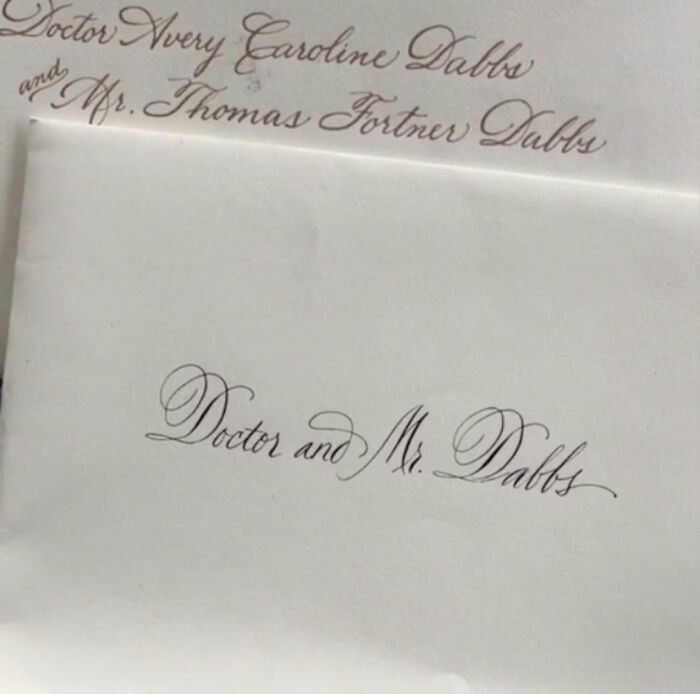 Doctor Avery Caroline Dabbs
and Mr. Thomas Fortner Dabbs
Doctor and Mr. Dabbs